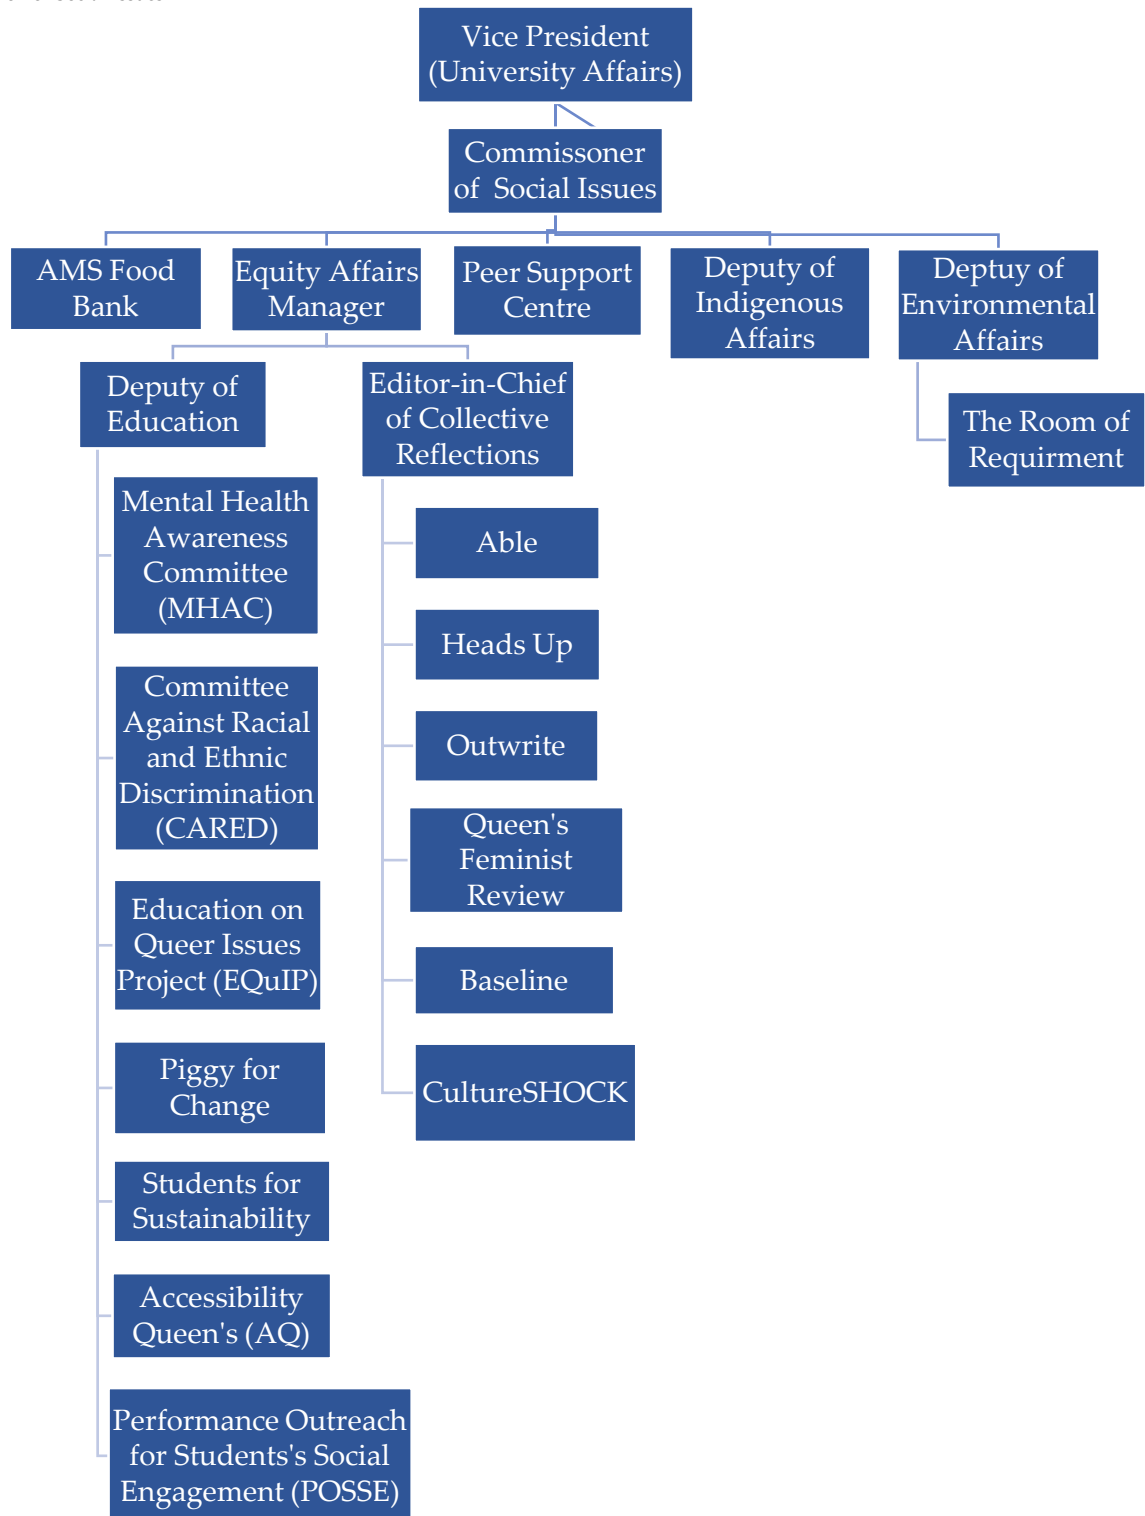 Vice President
(University Affairs)
Commissoner
of Social Issues
AMS Food
Bank
Equity Affairs
Manager
Peer Support
Centre
Deputy of
Indigenous
Affairs
Deptuy of
Environmental
Affairs
Deputy of
Education
Editor-in-Chief
of Collective
Reflections
The Room of
Requirment
Mental Health
Awareness
Committee
(MHAC)
Committee
Against Racial
and Ethnic
Discrimination
(CARED)
Education on
Queer Issues
Project (EQuIP)
Piggy for
Change
Students for
Sustainability
Accessibility
Queen's (AQ)
Performance Outreach
for Students's Social
Engagement (POSSE)
Able
Heads Up
Outwrite
Queen's
Feminist
Review
Baseline
CultureSHOCK